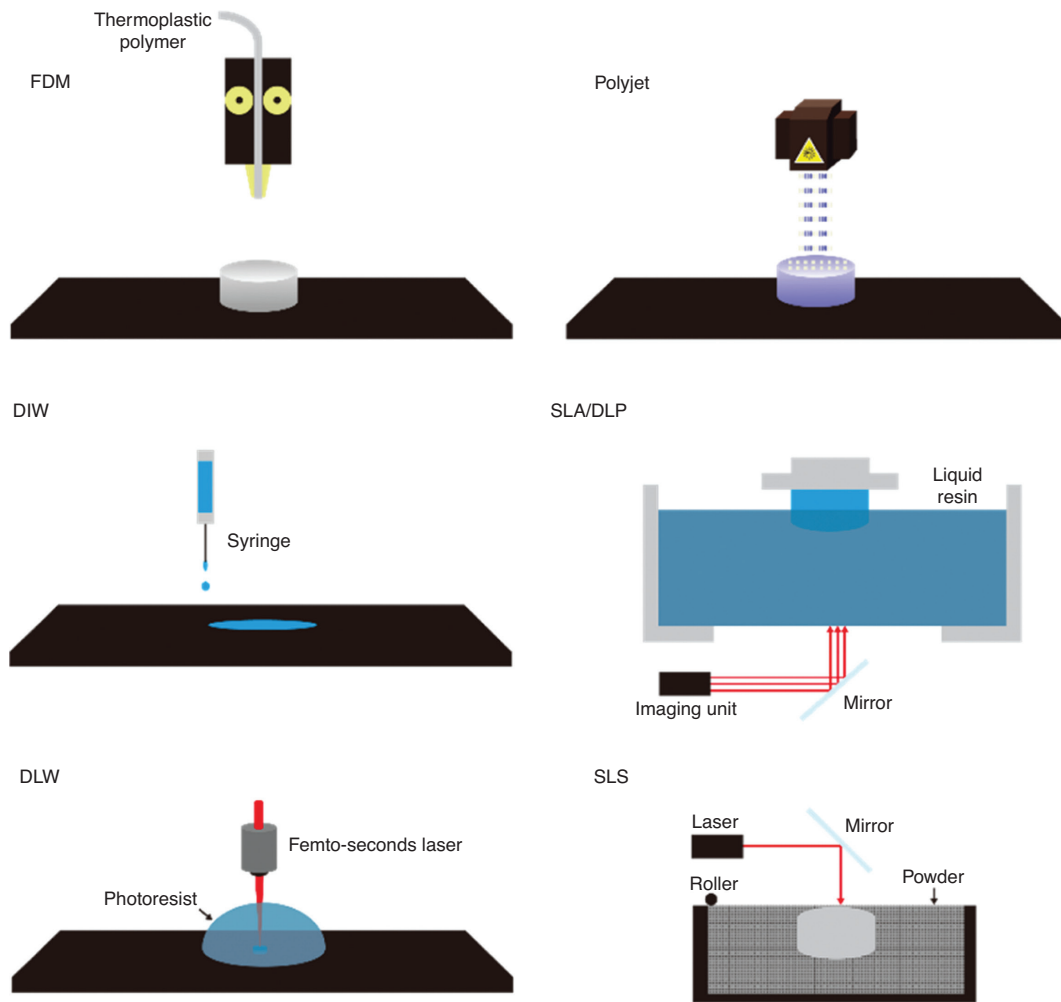 Thermoplastic
polymer
FDM
Polyjet
DIW
Syringe
SLA/DLP
Liquid
resin
Imaging unit
Mirror
DLW
Femto-seconds laser
Photoresist
SLS
Laser
Mirror
Roller
Powder